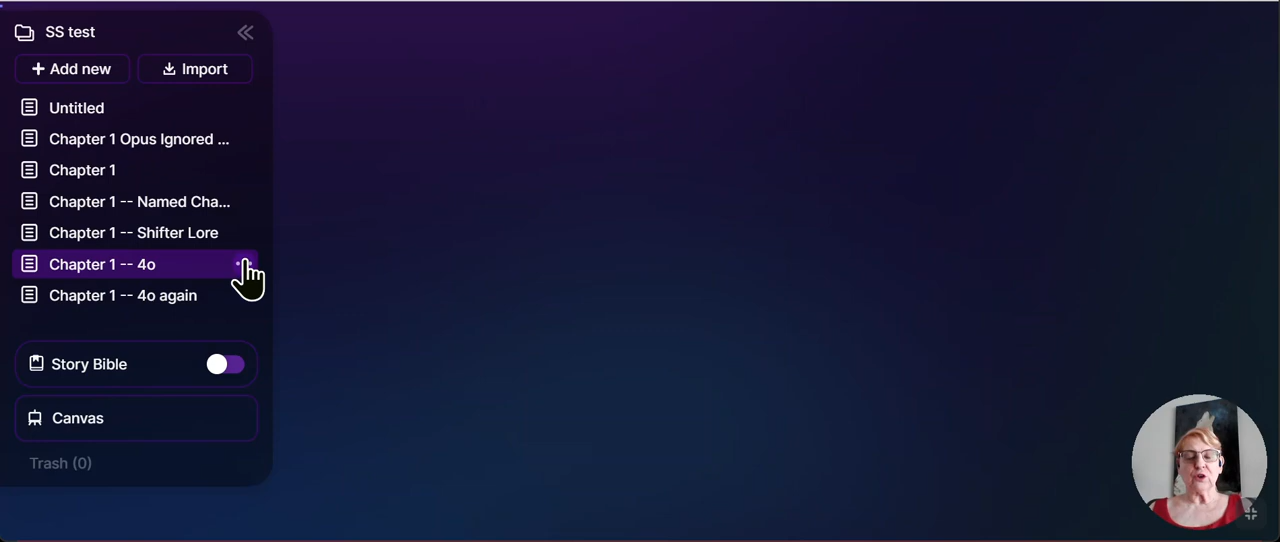 SS test
Add new
Import
Untitled
Chapter 1 Opus Ignored ...
Chapter 1
Chapter 1 -- Named Cha...
Chapter 1 -- Shifter Lore
Chapter 1 -- 4o
Chapter 1 -- 4o again
Story Bible
Canvas
Trash (0)